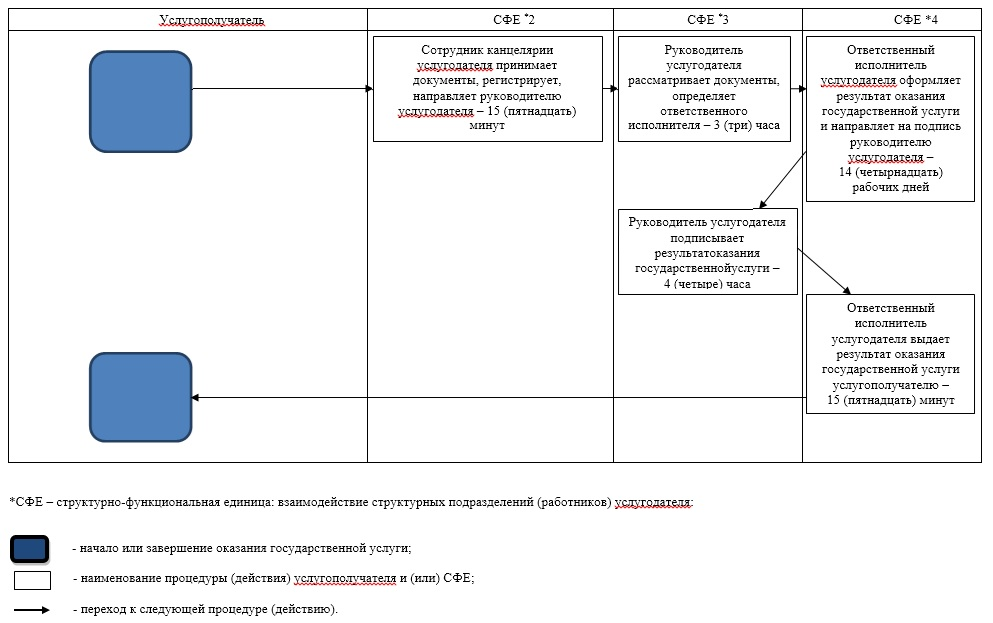 Услугополучатель
СФЕ *2
СФЕ *3
СФЕ *4
Сотрудник канцелярии
услугодателя принимает
документы, регистрирует,
направляет руководителю
услугодателя – 15 (пятнадцать)
минут
Руководитель
услугодателя
рассматривает документы,
определяет
ответственного
исполнителя – 3 (три) часа
Ответственный
исполнитель
услугодателя оформляет
результат оказания
государственной услуги
и направляет на подпись
руководителю
услугодателя –
14 (четырнадцать)
рабочих дней
Руководитель услугодателя
подписывает
результатоказания
государственнойуслуги –
4 (четыре) часа
Ответственный
исполнитель
услугодателя выдает
результат оказания
государственной услуги
услугополучателю –
15 (пятнадцать) минут
*СФЕ – структурно-функциональная единица: взаимодействие структурных подразделений (работников) услугодателя:
- начало или завершение оказания государственной услуги;
- наименование процедуры (действия) услугополучателя и (или) СФЕ;
- переход к следующей процедуре (действию).